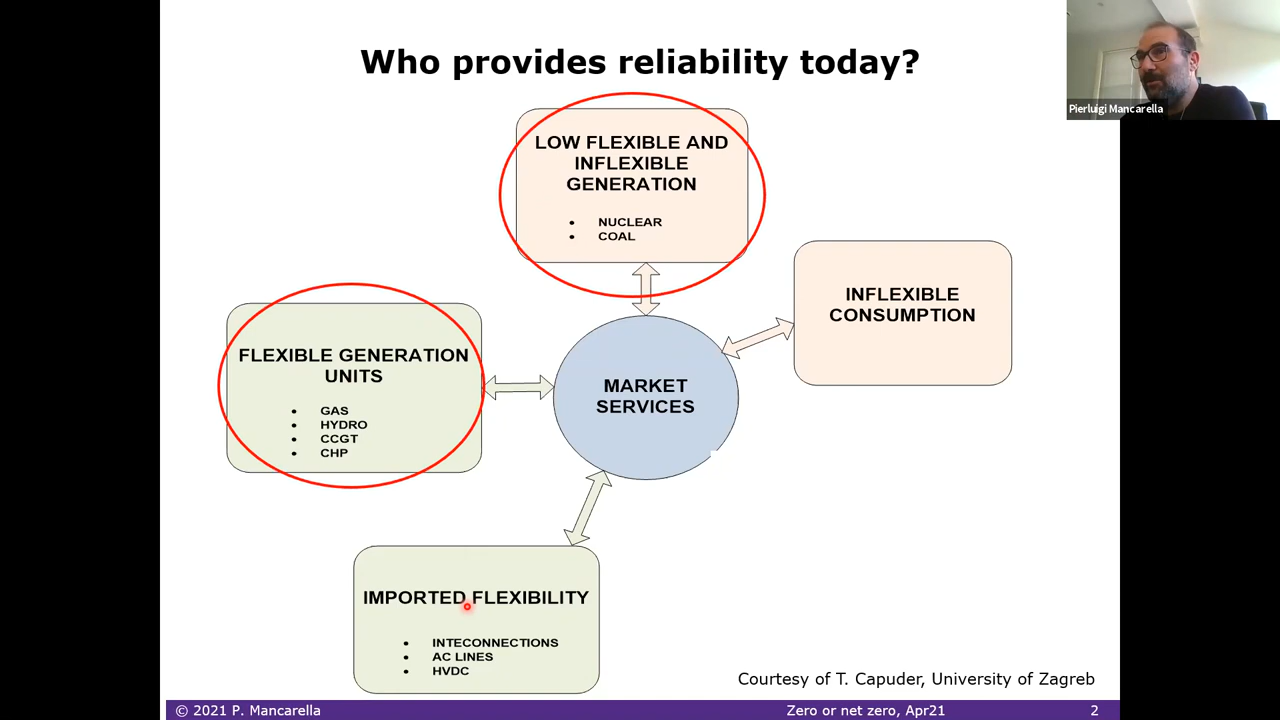 Who provides reliability today?
Pierluigi Mancarella
LOW FLEXIBLE AND
INFLEXIBLE
GENERATION
• NUCLEAR
• COAL
INFLEXIBLE
CONSUMPTION
FLEXIBLE GENERATION
UNITS
• GAS
• HYDRO
• CCGT
• CHP
MARKET
SERVICES
IMPORTED FLEXIBILITY
• INTECONNECTIONS
• AC LINES
• HVDC
Courtesy of T. Capuder, University of Zagreb
© 2021 P. Mancarella
Zero or net zero, Apr21
2